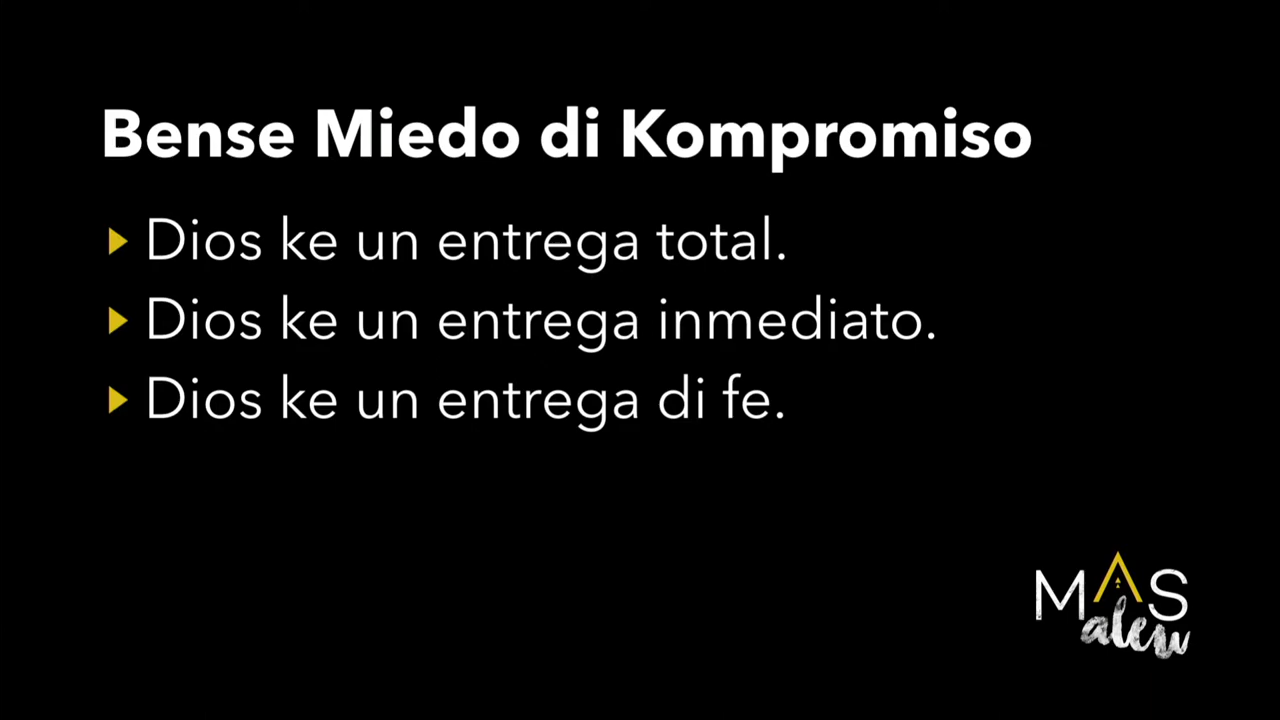 Bense Miedo di Kompromiso
Dios ke un entrega total.
Dios ke un entrega inmediato.
Dios ke un entrega di fe.
MAS
alew